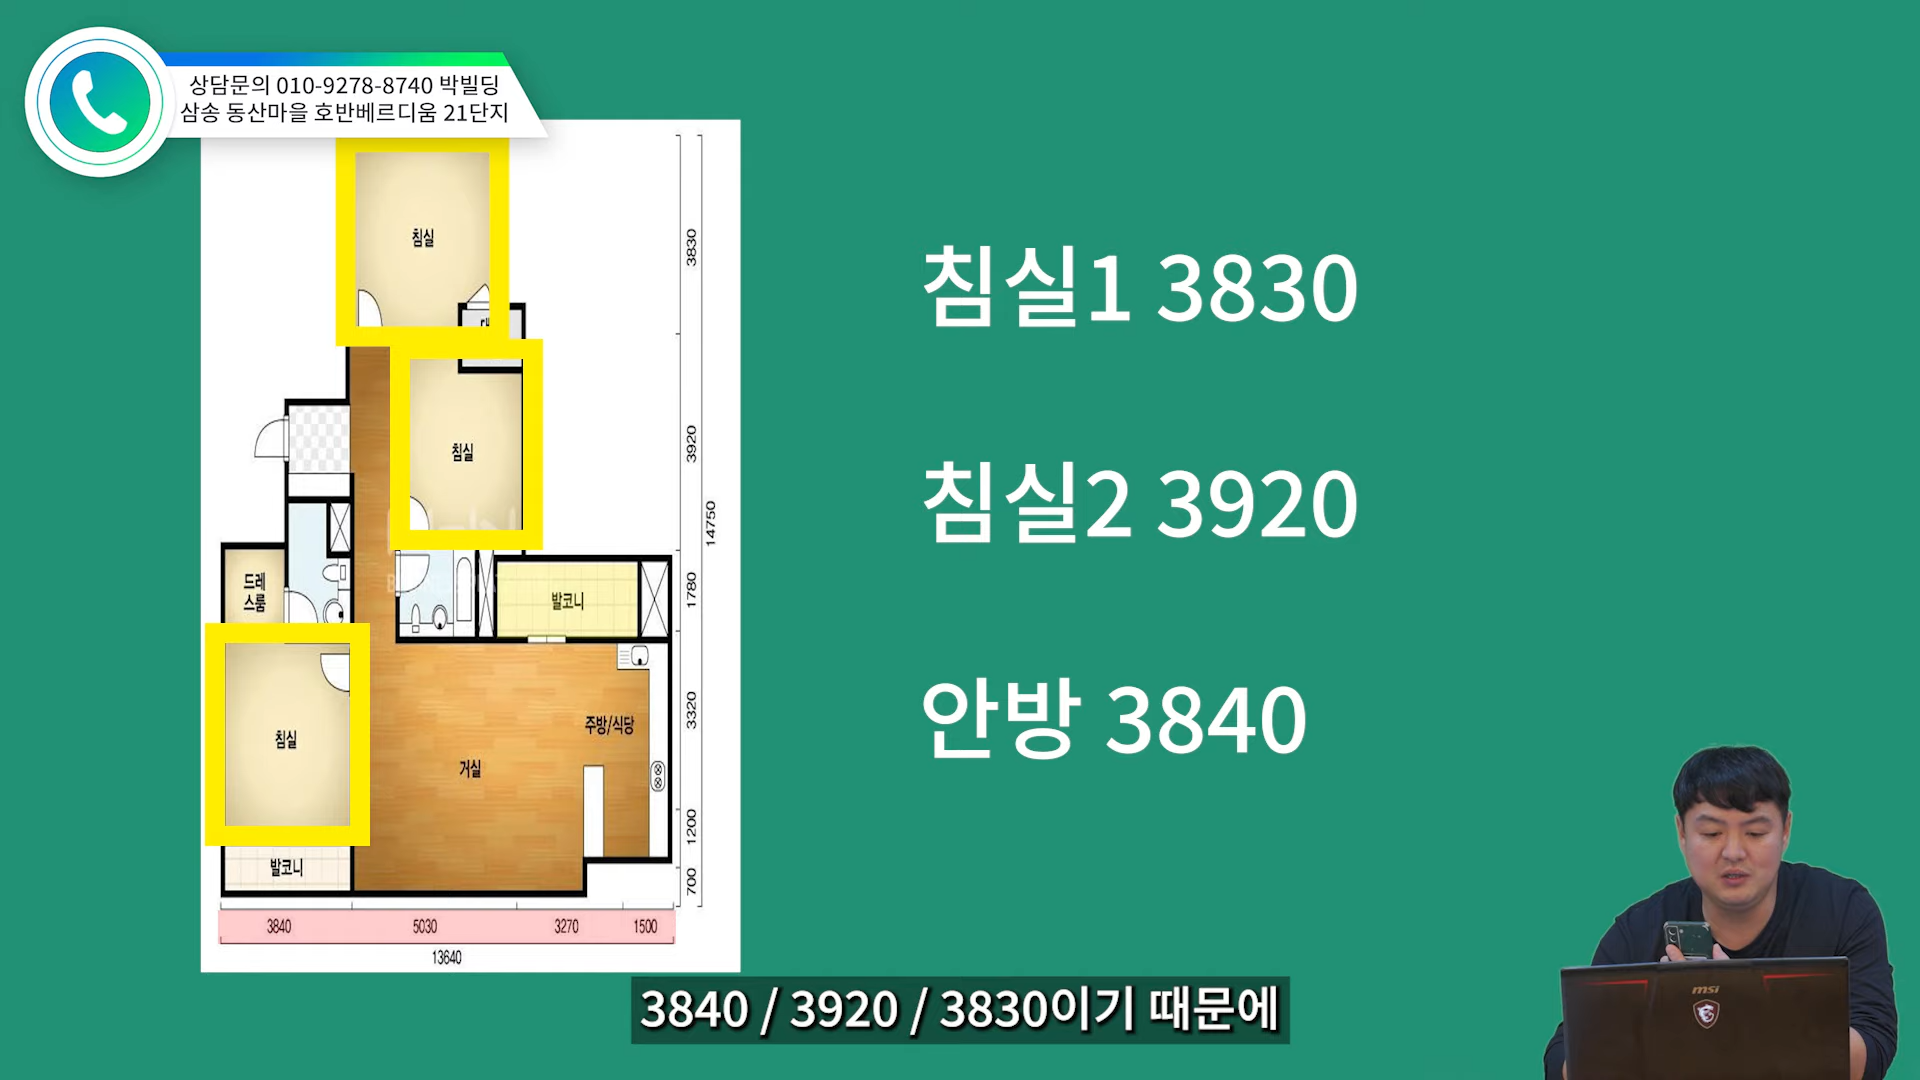 상담문의 010-9278-8740 박빌딩
삼송 동산마을 호반베르디움 21단지
침실
3830
침실1 3830
침실
3920
14750
침실2 3920
드레
스룸
발코니
1780
침실
거실
주방/식당
3320
안방 3840
1200
발코니
700
3840
5030
3270
1500
13640
msi
3840 / 3920 / 3830이기 때문에